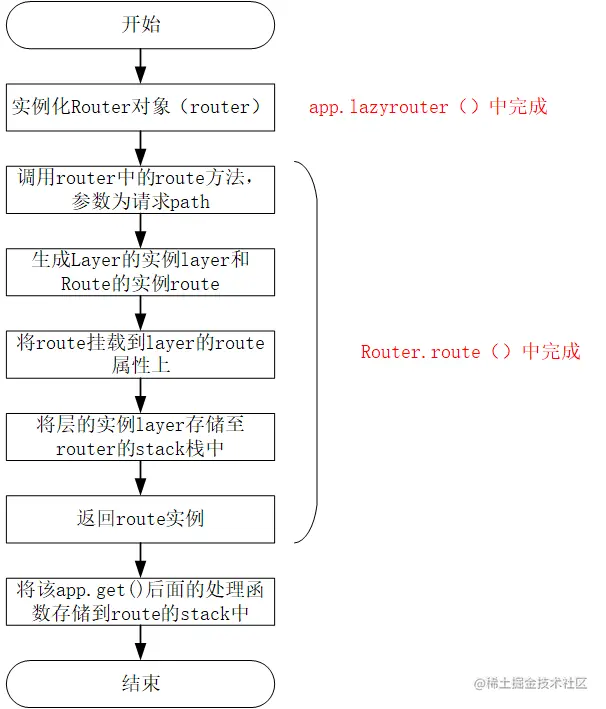 开始
实例化Router对象（router）
app.lazyrouter（）中完成
调用router中的route方法，
参数为请求path
生成Layer的实例layer和
Route的实例route
将route挂载到layer的route
属性上
Router.route（）中完成
将层的实例layer存储至
router的stack栈中
返回route实例
将该app.get()后面的处理函
数存储到route的stack中
结束
@稀土掘金技术社区